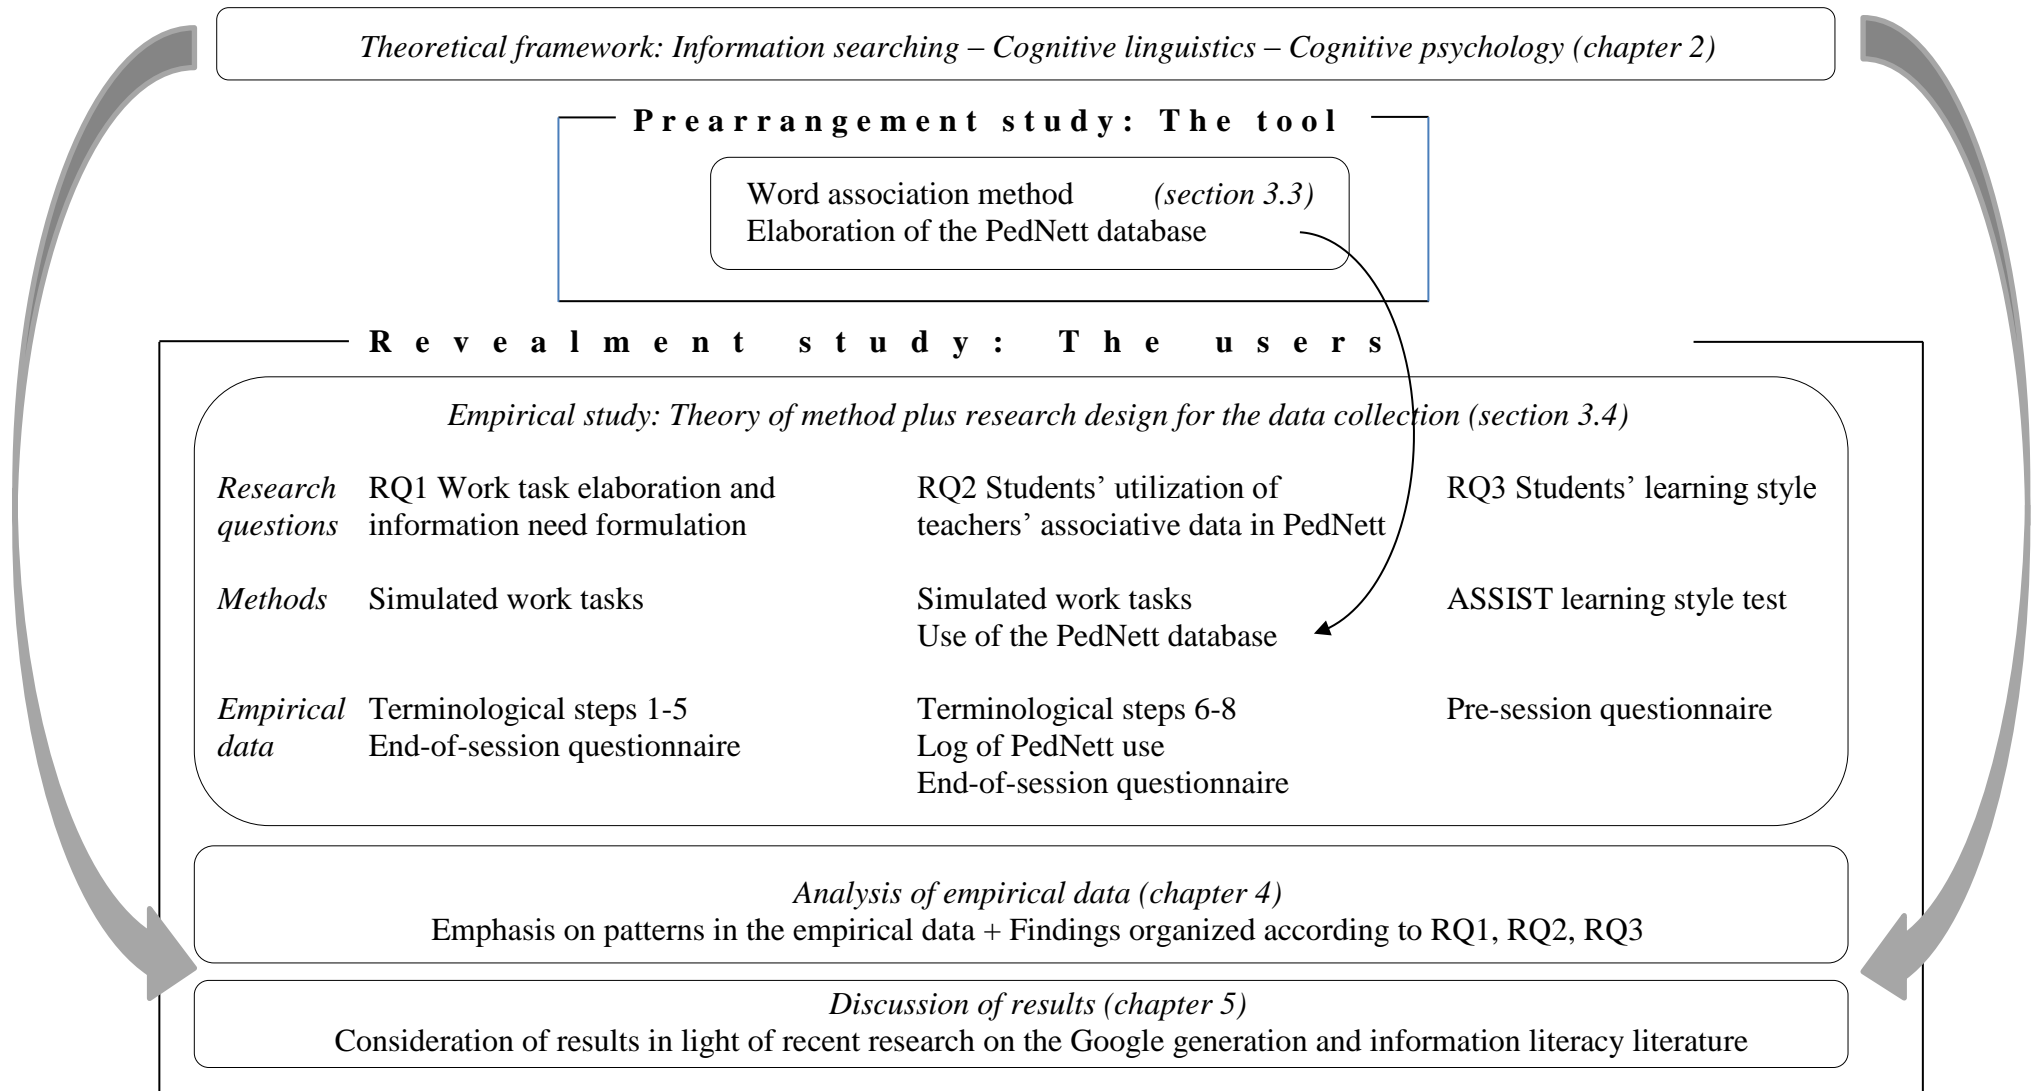 Theoretical framework: Information searching – Cognitive linguistics – Cognitive psychology (chapter 2)
Prearrangement study: The tool
Word association method (section 3.3)
Elaboration of the PedNett database
Revealment study: The users
Empirical study: Theory of method plus research design for the data collection (section 3.4)
Research questions
RQ1 Work task elaboration and
information need formulation
RQ2 Students’ utilization of
teachers’ associative data in PedNett
RQ3 Students’ learning style
Methods
Simulated work tasks
Simulated work tasks
Use of the PedNett database
ASSIST learning style test
Empirical data
Terminological steps 1-5
End-of-session questionnaire
Terminological steps 6-8
Log of PedNett use
End-of-session questionnaire
Pre-session questionnaire
Analysis of empirical data (chapter 4)
Emphasis on patterns in the empirical data + Findings organized according to RQ1, RQ2, RQ3
Discussion of results (chapter 5)
Consideration of results in light of recent research on the Google generation and information literacy literature